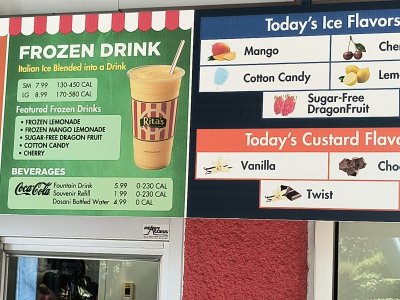 FROZEN DRINK
Italian Ice Blended into a Drink
SM 7.99 130-450 CAL
LG 8.99 170-580 CAL
Featured Frozen Drinks
• FROZEN LEMONADE
• FROZEN MANGO LEMONADE
• SUGAR-FREE DRAGON FRUIT
• COTTON CANDY
• CHERRY
Rita's
BEVERAGES
Coca-Cola
Fountain Drink 5.99 0-230 CAL
Souvenir Refill 1.99 0-230 CAL
Dasani Bottled Water 4.99 0 CAL
Today's Ice Flavors
Mango
Che
Cotton Candy
Lemo
Sugar-Free
DragonFruit
Today's Custard Flavo
Vanilla
Choc
Twist